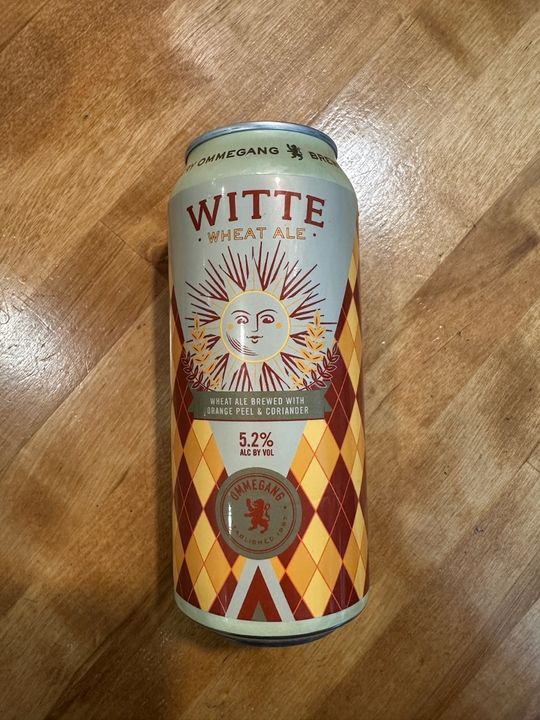 OMMEGANG
WITTE
· WHEAT ALE ·
WHEAT ALE BREWED WITH
ORANGE PEEL & CORIANDER
5.2%
ALC BY VOL
OMMEGANG